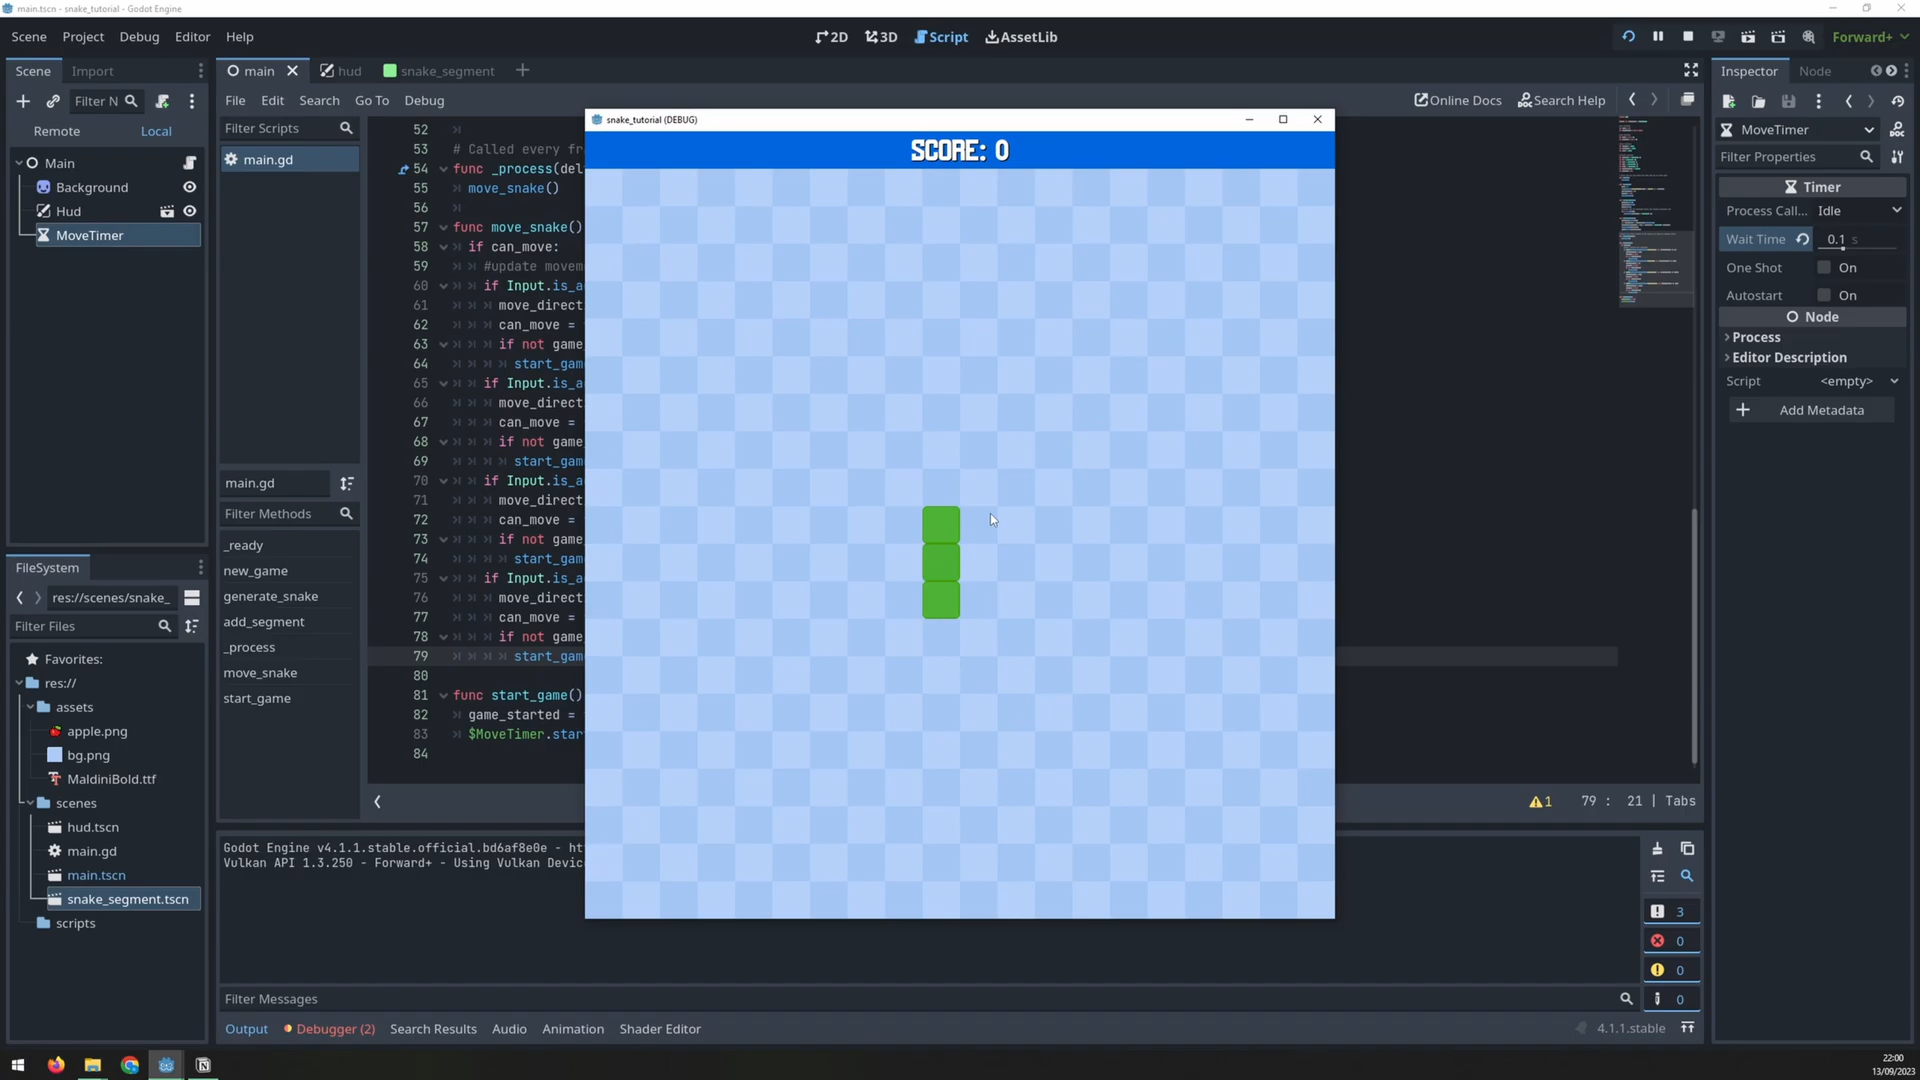 main.tscn - snake_tutorial - Godot Engine
Scene Project Debug Editor Help
2D 3D Script AssetLib
Forward+
Scene Import
main hud snake_segment
Inspector Node
Filter N
File Edit Search Go To Debug
Online Docs Search Help
Remote Local
Filter Scripts
MoveTimer
Filter Properties
Main
Background
Hud
MoveTimer
main.gd
snake_tutorial (DEBUG)
SCORE: 0
52
53 # Called every fr
54 func _process(del
55 move_snake()
56
57 func move_snake()
58 if can_move:
59 #update movem
60 if Input.is_a
61 move_direct
62 can_move =
63 if not game
64 start_gam
65 if Input.is_a
66 move_direct
67 can_move =
68 if not game
69 start_gam
70 if Input.is_a
71 move_direct
72 can_move =
73 if not game
74 start_gam
75 if Input.is_a
76 move_direct
77 can_move =
78 if not game
79 start_gam
80
81 func start_game()
82 game_started =
83 $MoveTimer.star
84
Timer
Process Call... Idle
Wait Time 0.1 s
One Shot On
Autostart On
Node
Process
Editor Description
Script <empty>
Add Metadata
main.gd
Filter Methods
_ready
new_game
generate_snake
add_segment
_process
move_snake
start_game
FileSystem
res://scenes/snake_
Filter Files
Favorites:
res://
assets
apple.png
bg.png
MaldiniBold.ttf
scenes
hud.tscn
main.gd
main.tscn
snake_segment.tscn
scripts
1 79 : 21 | Tabs
Godot Engine v4.1.1.stable.official.bd6af8e0e - ht
Vulkan API 1.3.250 - Forward+ - Using Vulkan Devic
3
0
0
0
Filter Messages
Output Debugger (2) Search Results Audio Animation Shader Editor
4.1.1.stable
22:00
13/09/2023